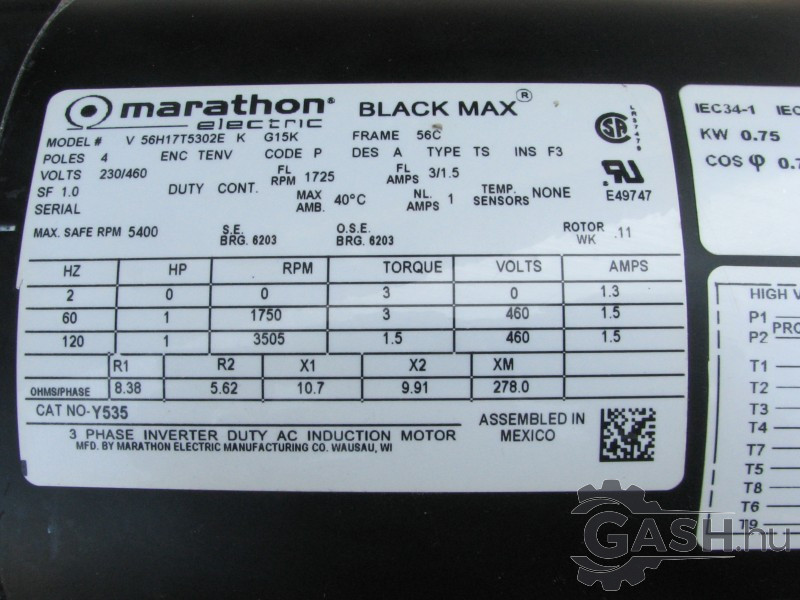 marathon® BLACK MAX®
electric
MODEL # V 56H17T5302E K G15K FRAME 56C
POLES 4 ENC TENV CODE P DES A TYPE TS INS F3
VOLTS 230/460 FL RPM 1725 FL AMPS 3/1.5
SF 1.0 DUTY CONT. MAX AMB. 40°C NL. AMPS 1 TEMP. SENSORS NONE
SERIAL
MAX. SAFE RPM 5400 S.E. BRG. 6203 O.S.E. BRG. 6203 ROTOR WK .11
HZ HP RPM TORQUE VOLTS AMPS
2 0 0 3 0 1.3
60 1 1750 3 460 1.5
120 1 3505 1.5 460 1.5
R1 R2 X1 X2 XM
OHMS/PHASE 8.38 5.62 10.7 9.91 278.0
CAT NO-Y535
3 PHASE INVERTER DUTY AC INDUCTION MOTOR
MFD. BY MARATHON ELECTRIC MANUFACTURING CO. WAUSAU, WI
ASSEMBLED IN
MEXICO
LR37479
E49747
IEC34-1
KW 0.75
COS φ
HIGH
P1
P2
T1
T2
T3
T4
T7
T5
T8
T6
T9
GASH.hu